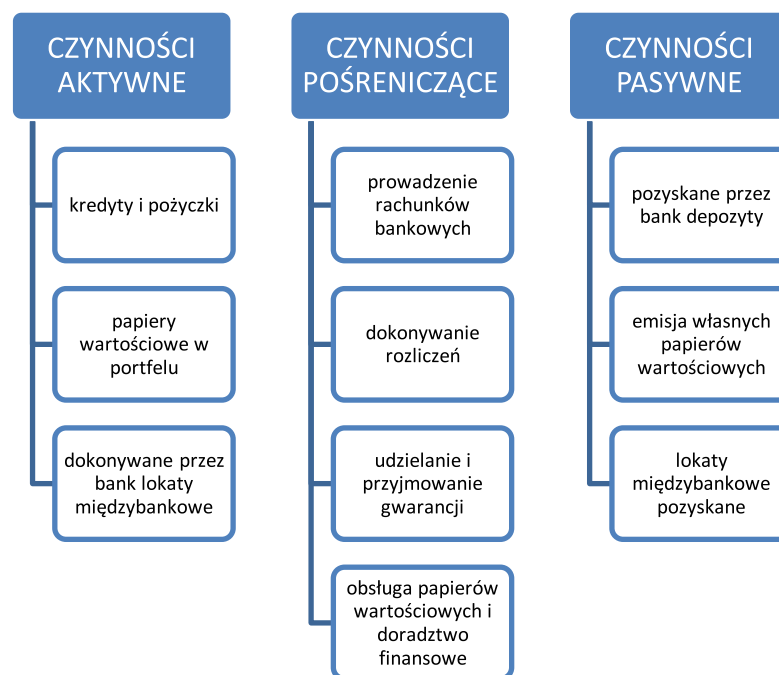 CZYNNOŚCI
AKTYWNE
kredyty i pożyczki
papiery
wartościowe w
portfelu
dokonywane przez
bank lokaty
międzybankowe
CZYNNOŚCI
POŚRENICZĄCE
prowadzenie
rachunków
bankowych
dokonywanie
rozliczeń
udzielanie i
przyjmowanie
gwarancji
obsługa papierów
wartościowych i
doradztwo
finansowe
CZYNNOŚCI
PASYWNE
pozyskane przez
bank depozyty
emisja własnych
papierów
wartościowych
lokaty
międzybankowe
pozyskane